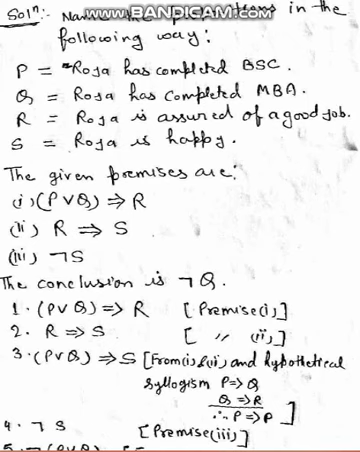 Solⁿ:- Name the in the
www.BANDICAM.com
following way:
P = Roja has completed BSC.
Q = Roja has completed MBA.
R = Roja is assured of a good job.
S = Roja is happy.
The given premises are:
(i) (P ∨ Q) ⇒ R
(ii) R ⇒ S
(iii) ¬S
The conclusion is ¬Q.
1. (P ∨ Q) => R [Premise(i)]
2. R => S [ " (ii)]
3. (P ∨ Q) => S [From (i) & (ii) and hypothetical
syllogism P=> Q
Q => R
∴ P => P ]
4. ¬ S [Premise(iii)]